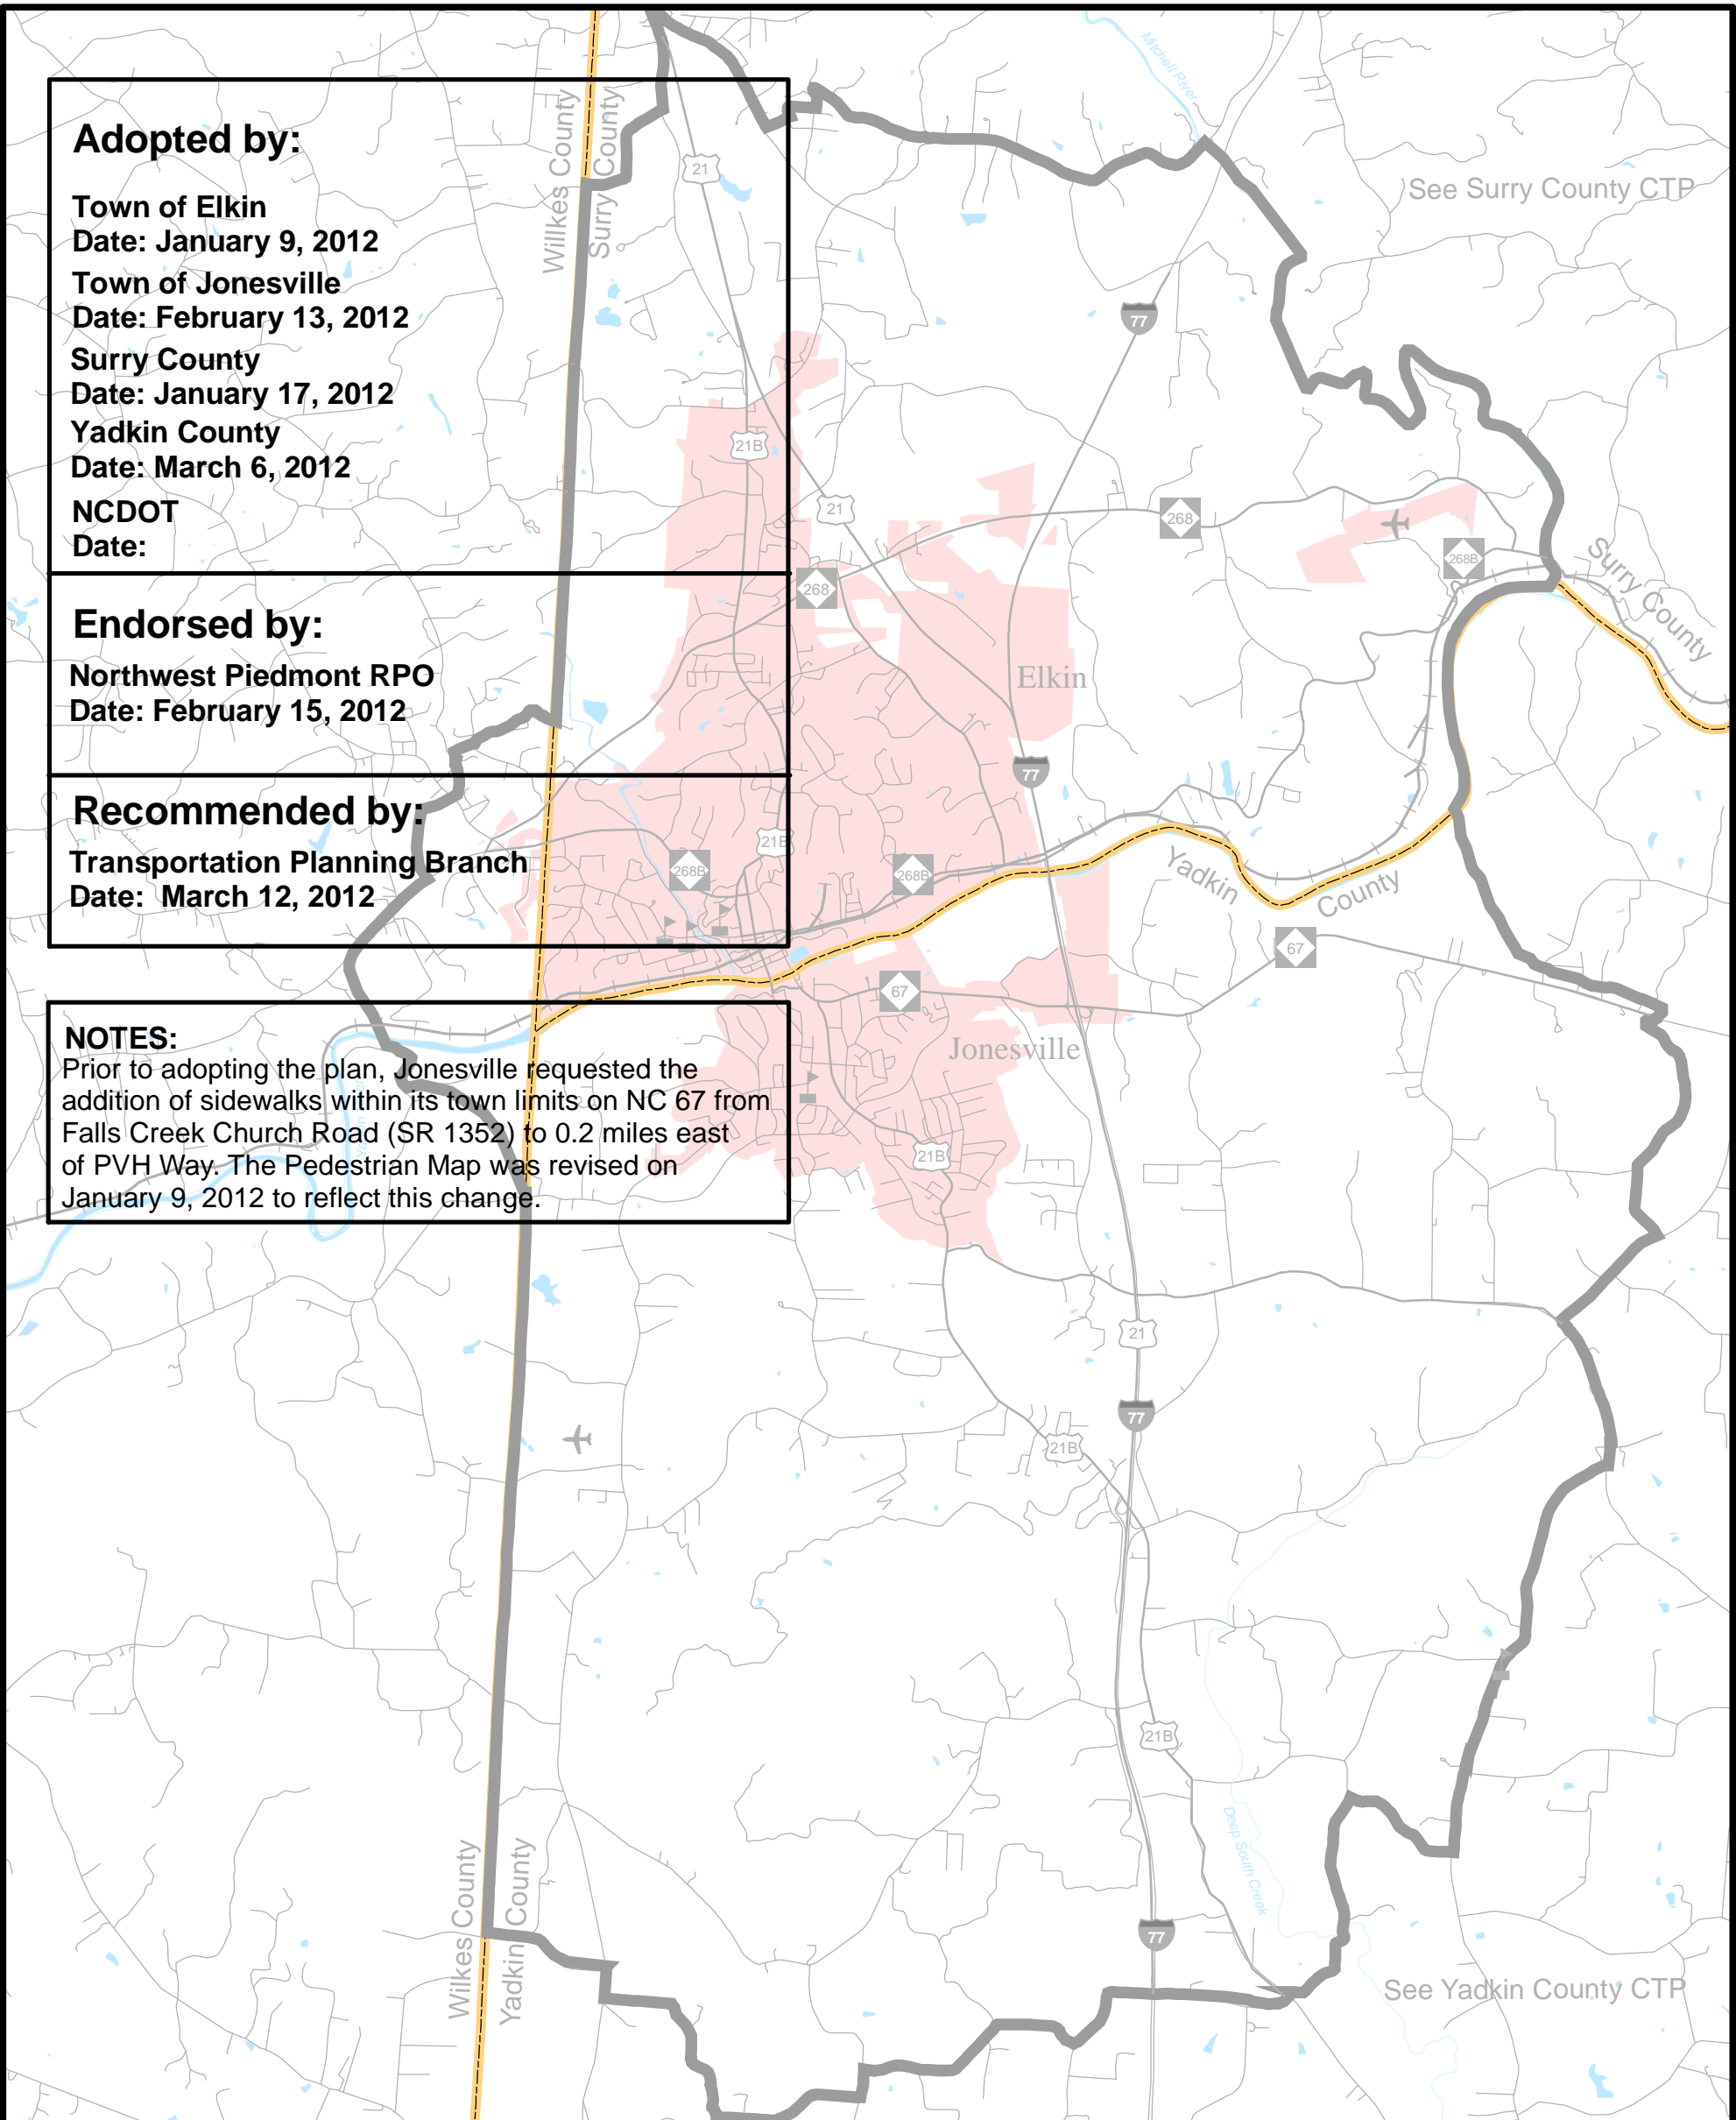 Adopted by:
Town of Elkin
Date: January 9, 2012
Town of Jonesville
Date: February 13, 2012
Surry County
Date: January 17, 2012
Yadkin County
Date: March 6, 2012
NCDOT
Date:
Endorsed by:
Northwest Piedmont RPO
Date: February 15, 2012
Recommended by:
Transportation Planning Branch
Date: March 12, 2012
NOTES:
Prior to adopting the plan, Jonesville requested the
addition of sidewalks within its town limits on NC 67 from
Falls Creek Church Road (SR 1352) to 0.2 miles east
of PVH Way. The Pedestrian Map was revised on
January 9, 2012 to reflect this change.
Mitchell River
Willkes County
Surry County
21
See Surry County CTP
77
21B
21
268
268B
268
Surry County
Elkin
77
21B
268B
268B
Yadkin County
67
67
Jonesville
21B
21
77
21B
21B
Deep South Creek
Wilkes County
Yadkin County
77
See Yadkin County CTP